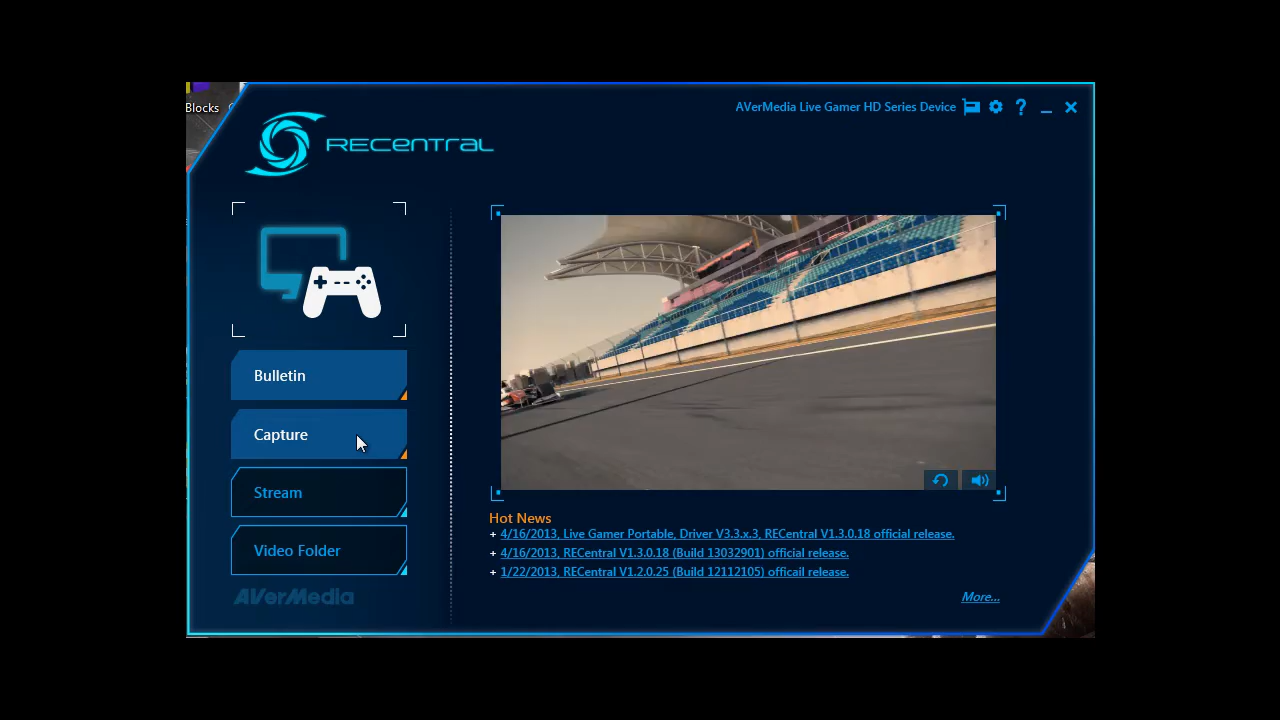 Blocks
AVerMedia Live Gamer HD Series Device
RECENTRAL
Bulletin
Capture
Stream
Video Folder
AVerMedia
Hot News
+ 4/16/2013, Live Gamer Portable, Driver V3.3.x.3, RECentral V1.3.0.18 official release.
+ 4/16/2013, RECentral V1.3.0.18 (Build 13032901) official release.
+ 1/22/2013, RECentral V1.2.0.25 (Build 12112105) officail release.
More...